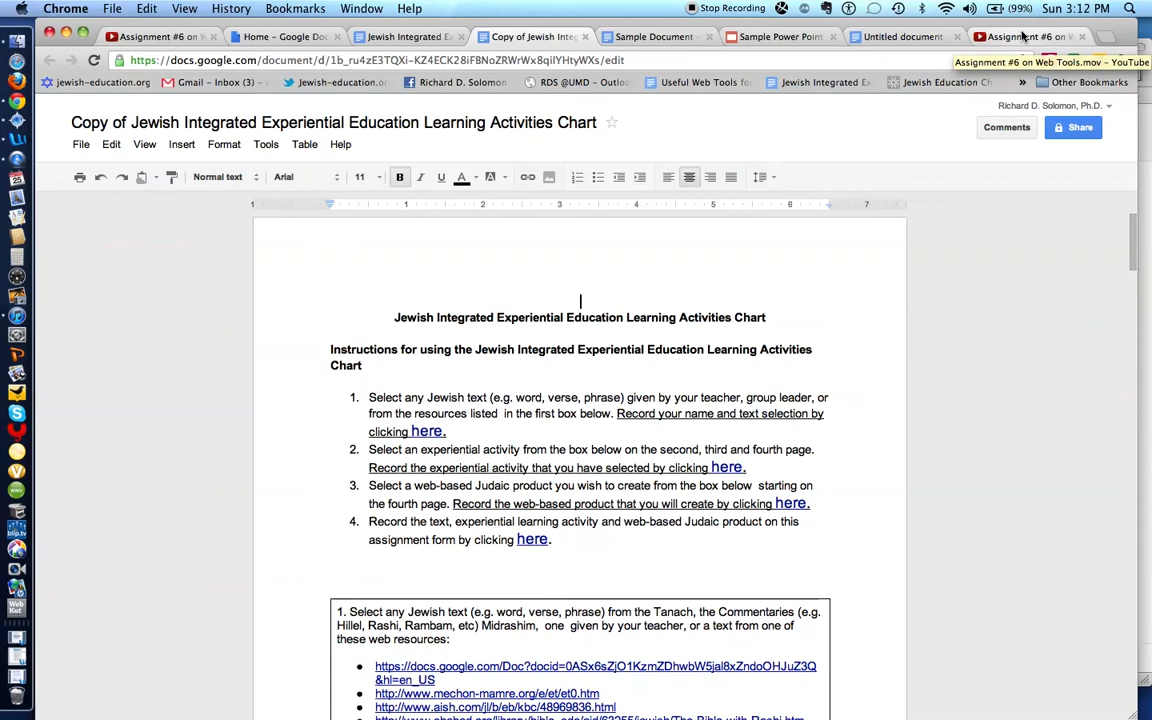 Chrome File Edit View History Bookmarks Window Help Stop Recording (99%) Sun 3:12 PM
Assignment #6 on W Home – Google Do Jewish Integrated E Copy of Jewish Integ Sample Document – Sample Power Point Untitled document Assignment #6 on W
https://docs.google.com/document/d/1b_ru4zE3TQXi-KZ4ECK28iFBNoZRWrWx8qiIYHtyWXs/edit
Assignment #6 on Web Tools.mov – YouTube
jewish-education.org Gmail – Inbox (3) – jewish-education.org T Richard D. Solomon, RDS @UMD – Outloo Useful Web Tools fo Jewish Integrated Ex Jewish Education Ch » Other Bookmarks
Richard D. Solomon, Ph.D.
Copy of Jewish Integrated Experiential Education Learning Activities Chart
Comments Share
File Edit View Insert Format Tools Table Help
Normal text Arial 11 B I U A A
1 1 2 3 4 5 6 7
Jewish Integrated Experiential Education Learning Activities Chart
Instructions for using the Jewish Integrated Experiential Education Learning Activities
Chart
1. Select any Jewish text (e.g. word, verse, phrase) given by your teacher, group leader, or
from the resources listed in the first box below. Record your name and text selection by
clicking here.
2. Select an experiential activity from the box below on the second, third and fourth page.
Record the experiential activity that you have selected by clicking here.
3. Select a web-based Judaic product you wish to create from the box below starting on
the fourth page. Record the web-based product that you will create by clicking here.
4. Record the text, experiential learning activity and web-based Judaic product on this
assignment form by clicking here.
1. Select any Jewish text (e.g. word, verse, phrase) from the Tanach, the Commentaries (e.g.
Hillel, Rashi, Rambam, etc) Midrashim, one given by your teacher, or a text from one of
these web resources:
● https://docs.google.com/Doc?docid=0ASx6sZjO1KzmZDhwbW5jal8xZndoOHJuZ3Q
&hl=en_US
● http://www.mechon-mamre.org/e/et/et0.htm
● http://www.aish.com/jl/b/eb/kbc/48969836.html